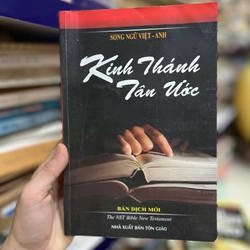 SONG NGỮ VIỆT - ANH
Kinh Thánh
Tân Ước
BẢN DỊCH MỚI
The NET Bible New Testament
NHÀ XUẤT BẢN TÔN GIÁO